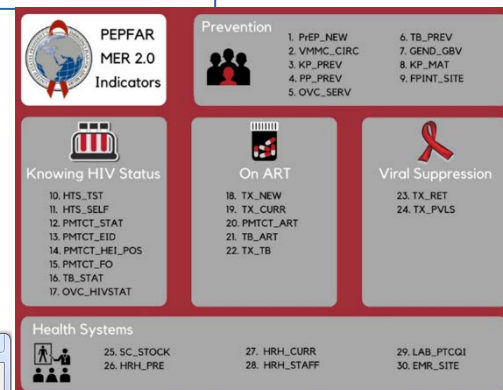 PEPFAR
MER 2.0
Indicators
Prevention
1. PrEP_NEW
2. VMMC_CIRC
3. KP_PREV
4. PP_PREV
5. OVC_SERV
6. TB_PREV
7. GEND_GBV
8. KP_MAT
9. FPINT_SITE
Knowing HIV Status
10. HTS_TST
11. HTS_SELF
12. PMTCT_STAT
13. PMTCT_EID
14. PMTCT_HEI_POS
15. PMTCT_FO
16. TB_STAT
17. OVC_HIVSTAT
On ART
18. TX_NEW
19. TX_CURR
20. PMTCT_ART
21. TB_ART
22. TX_TB
Viral Suppression
23. TX_RET
24. TX_PVLS
Health Systems
25. SC_STOCK
26. HRH_PRE
27. HRH_CURR
28. HRH_STAFF
29. LAB_PTCQI
30. EMR_SITE